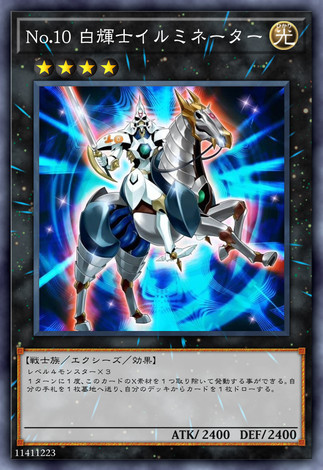 No.10 白輝士イルミネーター
光
【戦士族／エクシーズ／効果】
レベル４モンスター×３
１ターンに１度、このカードのX素材を１つ取り除いて発動する事ができる。自
分の手札を１枚墓地へ送り、自分のデッキからカードを１枚ドローする。
ATK/ 2400 DEF/ 2400
11411223